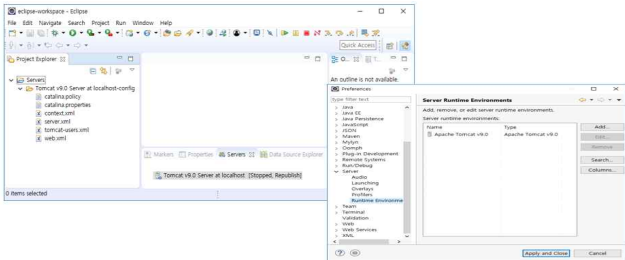 eclipse-workspace - Eclipse
File Edit Navigate Search Project Run Window Help
Quick Access
Project Explorer
Servers
Tomcat v9.0 Server at localhost-config
catalina.policy
catalina.properties
context.xml
server.xml
tomcat-users.xml
web.xml
An outline is not available.
Markers Properties Servers Data Source Explorer
Tomcat v9.0 Server at localhost [Stopped, Republish]
0 items selected
Preferences
type filter text
Java
Java EE
Java Persistence
JavaScript
JSON
Maven
Mylyn
Oomph
Plug-in Development
Remote Systems
Run/Debug
Server
Audio
Launching
Overlays
Profilers
Runtime Environme
Team
Terminal
Validation
Web
Web Services
XML
Server Runtime Environments
Add, remove, or edit server runtime environments.
Server runtime environments:
Name Type
Apache Tomcat v9.0 Apache Tomcat v9.0
Add...
Edit...
Remove
Search...
Columns...
Apply and Close Cancel